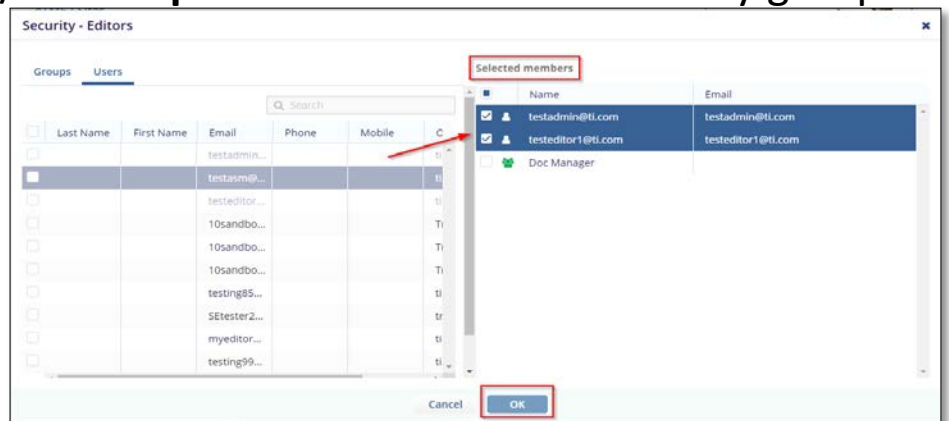 Security - Editors
Groups Users
Selected members
Search
Name Email
Last Name First Name Email Phone Mobile
testadmin@ti.com testadmin@ti.com
testeditor1@ti.com testeditor1@ti.com
Doc Manager
testadmin...
testasm@...
testeditor...
10sandbo...
10sandbo...
10sandbo...
testing85...
SEtester2...
myeditor...
testing99...
Cancel OK